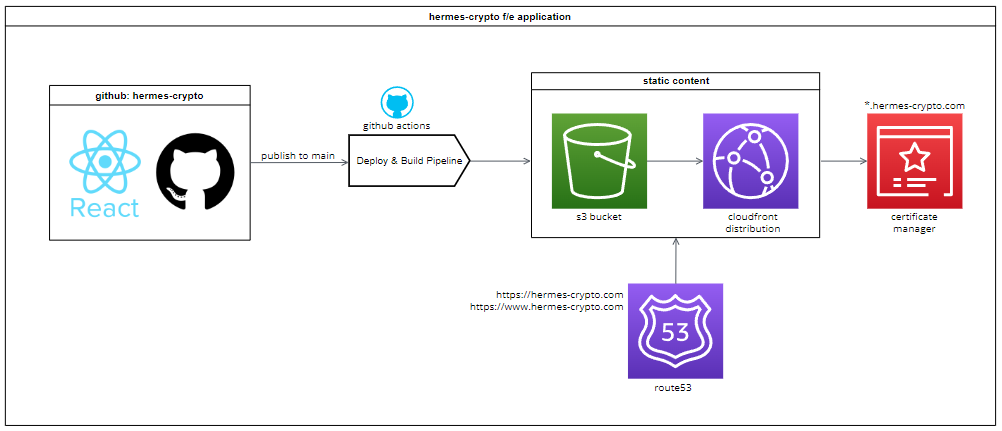 hermes-crypto f/e application
github: hermes-crypto
React
publish to main
github actions
Deploy & Build Pipeline
static content
s3 bucket
cloudfront
distribution
*.hermes-crypto.com
certificate
manager
https://hermes-crypto.com
https://www.hermes-crypto.com
53
route53